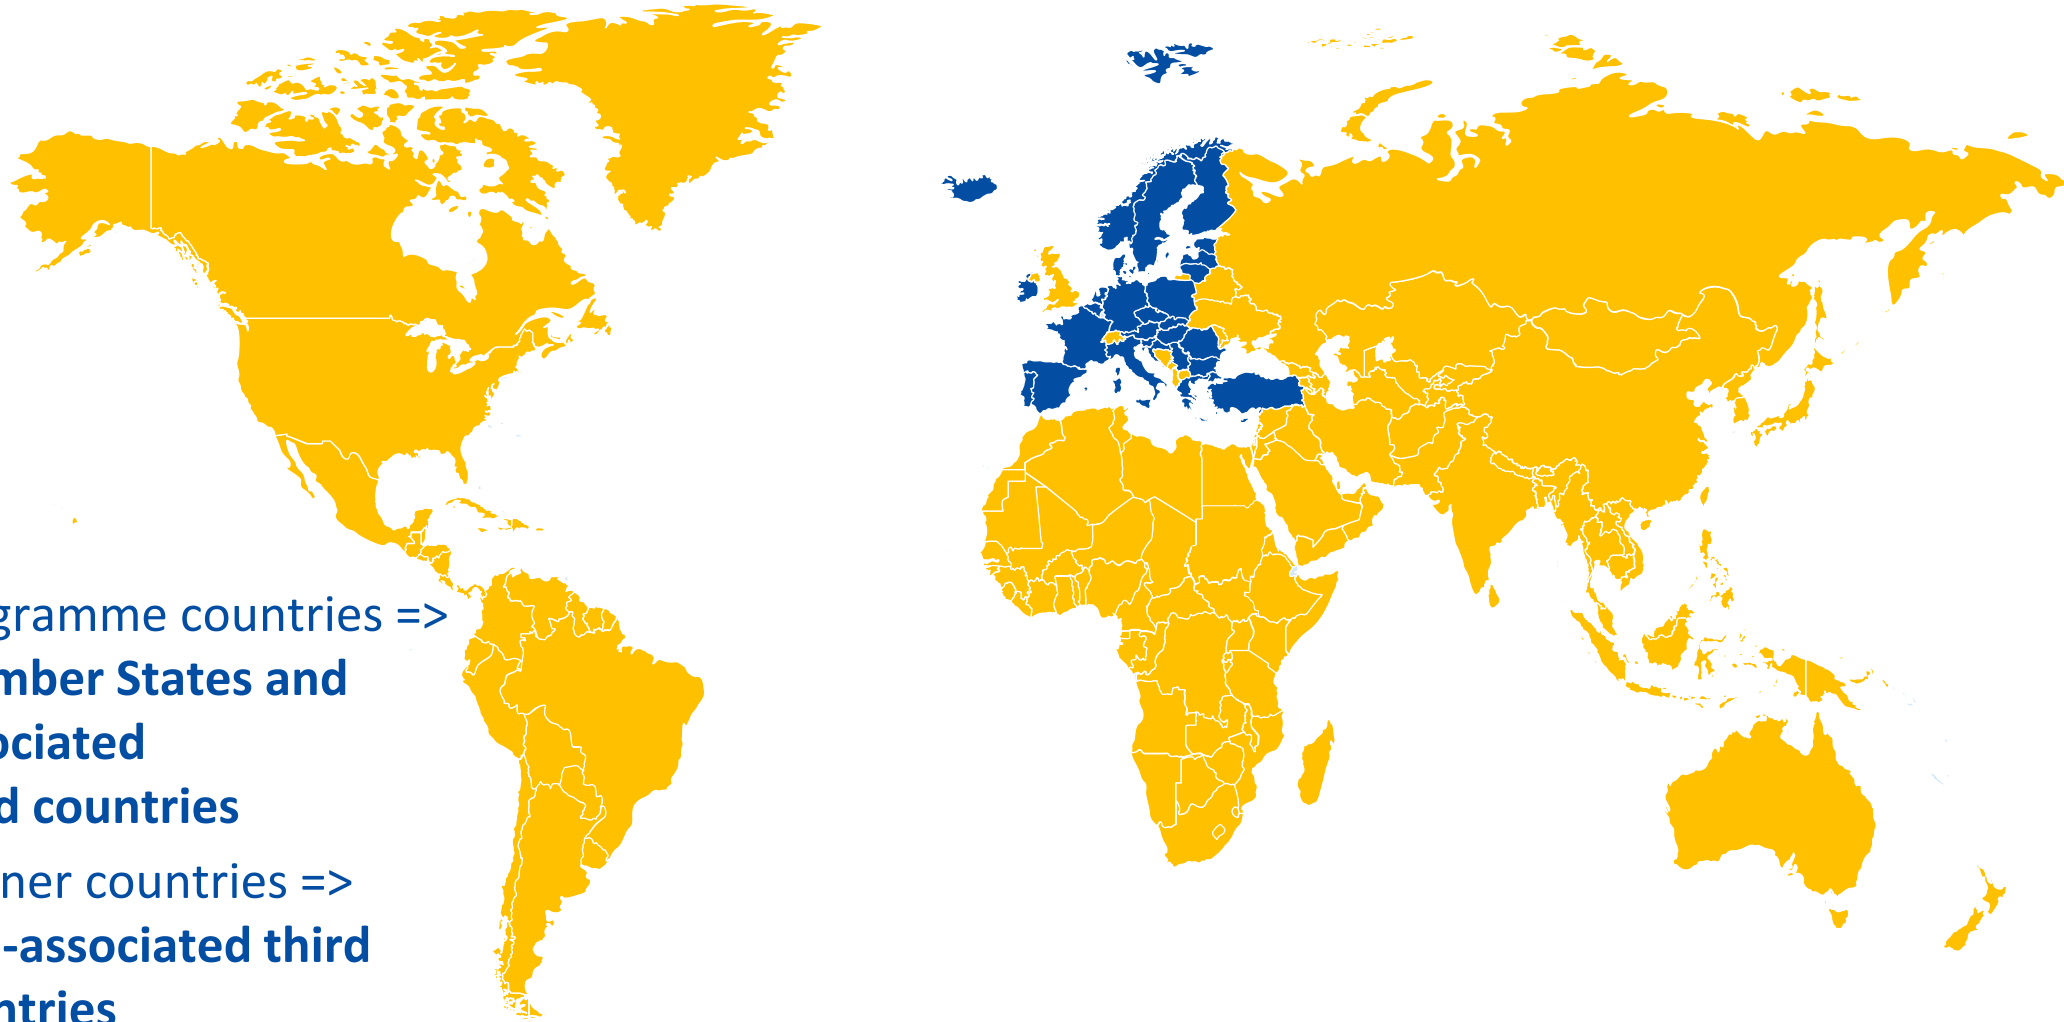 gramme countries =>
mber States and
ociated
d countries
ner countries =>
-associated third
ntries